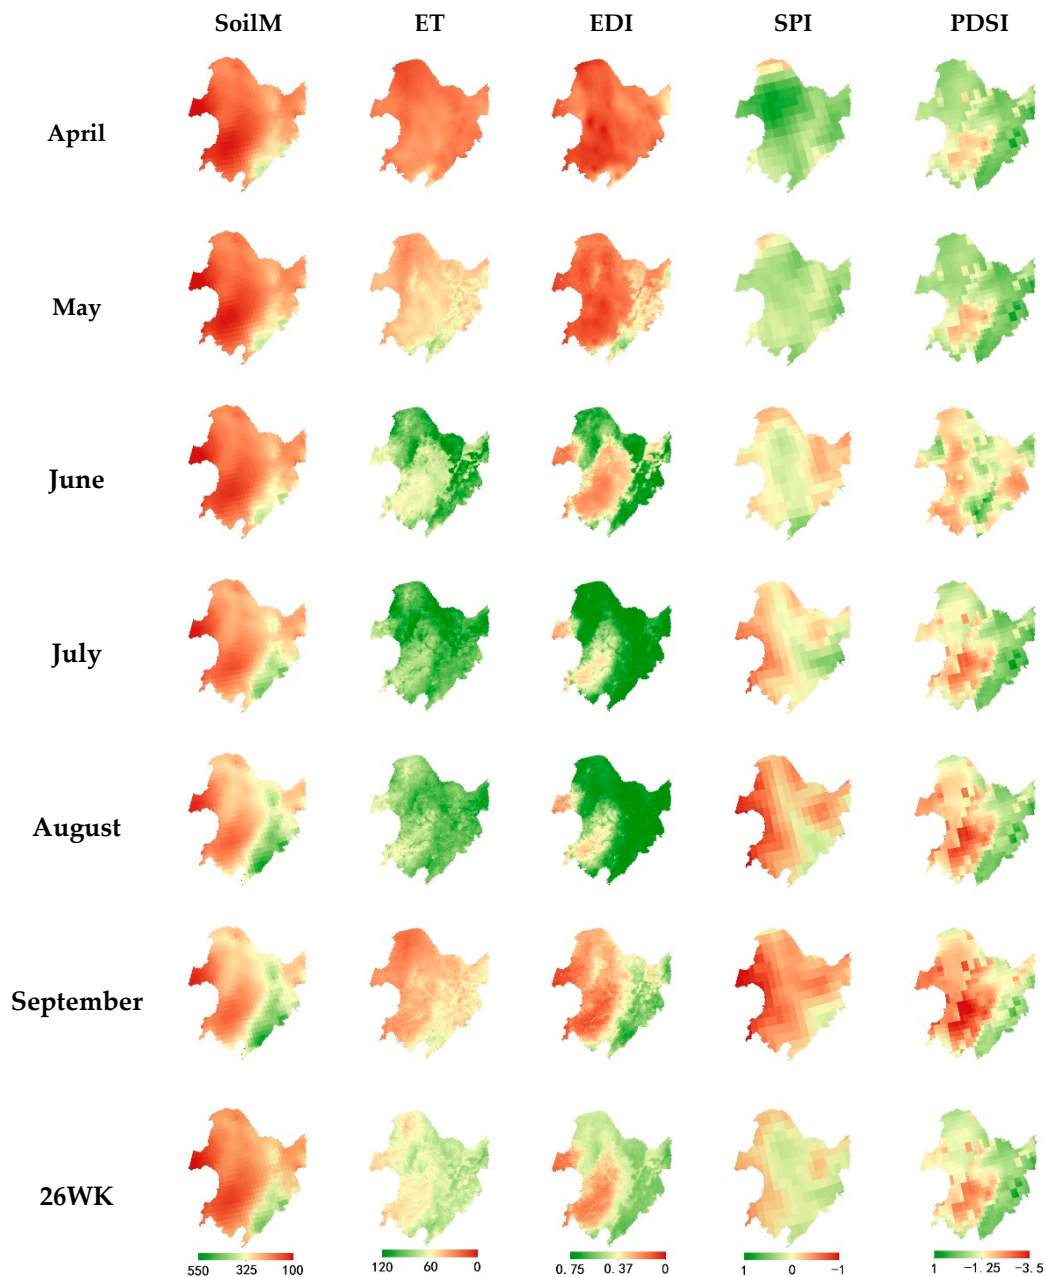 SoilM ET EDI SPI PDSI
April
May
June
July
August
September
26WK
550 325 100 120 60 0 0.75 0.37 0 1 0 -1 1 -1.25 -3.5